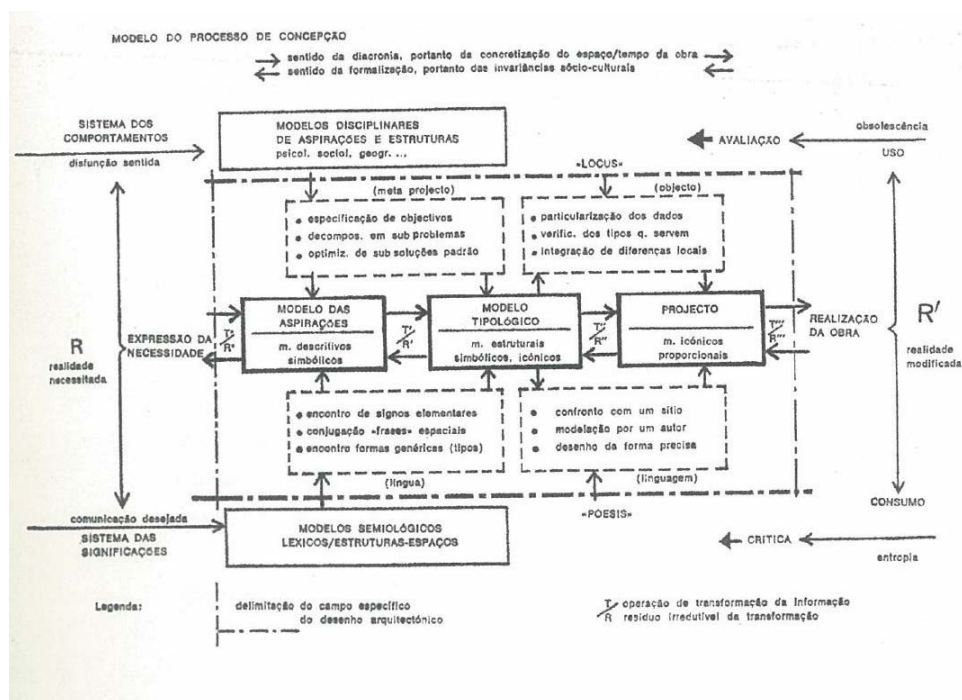 MODELO DO PROCESSO DE CONCEPÇÃO
sentido da diacronia, portanto da concretização do espaço/tempo da obra
sentido da formalização, portanto das invariâncias sócio-culturais
SISTEMA DOS
COMPORTAMENTOS
disfunção sentida
MODELOS DISCIPLINARES
DE ASPIRAÇÕES E ESTRUTURAS
psicol. sociol. geogr. ...,
AVALIAÇÃO
obsolescência
USO
«LOCUS»
(meta projecto)
(objecto)
• especificação de objectivos
• decompos. em sub problemas
• optimiz. de sub soluções padrão
• particularização dos dados
• verific. dos tipos q. servem
• integração de diferenças locais
R
realidade
necessitada
EXPRESSÃO DA
NECESSIDADE
T'/R'
MODELO DAS
ASPIRAÇÕES
m. descritivos
simbólicos
T'/R'
MODELO
TIPOLÓGICO
m. estruturais
simbólicos, icónicos
T''/R''
PROJECTO
m. icónicos
proporcionais
T'''/R'''
REALIZAÇÃO
DA OBRA
R'
realidade
modificada
• encontro de signos elementares
• conjugação «frases» espaciais
• encontro formas genéricas (tipos)
• confronto com um sítio
• modelação por um autor
• desenho da forma precisa
(língua)
(linguagem)
comunicação desejada
SISTEMA DAS
SIGNIFICAÇÕES
MODELOS SEMIOLÓGICOS
LEXICOS/ESTRUTURAS-ESPAÇOS
«POESIS»
CONSUMO
CRITICA
entropia
Legenda:
delimitação do campo específico
do desenho arquitectónico
T/ operação de transformação da Informação
R resíduo irredutível da transformação